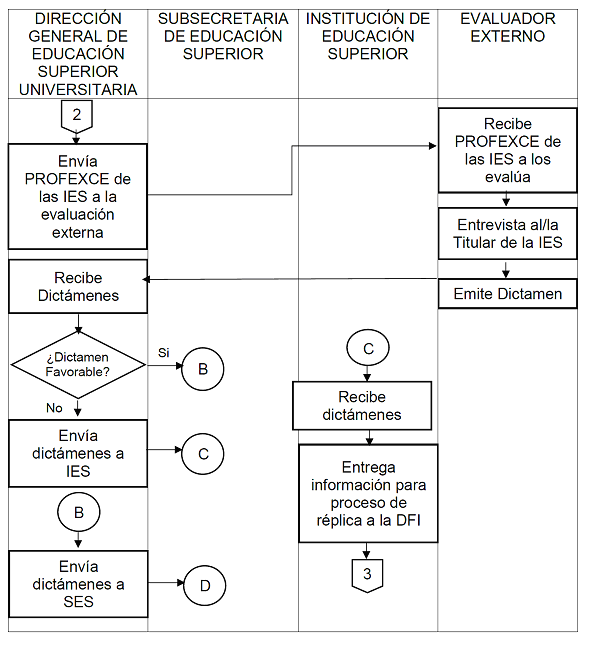 DIRECCIÓN
GENERAL DE
EDUCACIÓN
SUPERIOR
UNIVERSITARIA
SUBSECRETARIA
DE EDUCACIÓN
SUPERIOR
INSTITUCIÓN DE
EDUCACIÓN
SUPERIOR
EVALUADOR
EXTERNO
2
Envía
PROFEXCE de
las IES a la
evaluación
externa
Recibe
PROFEXCE de
las IES a los
evalúa
Entrevista al/la
Titular de la IES
Emite Dictamen
Recibe
Dictámenes
¿Dictamen
Favorable?
Si
B
No
Envía
dictámenes a
IES
C
B
Envía
dictámenes a
SES
D
C
Recibe
dictámenes
Entrega
información para
proceso de
réplica a la DFI
3